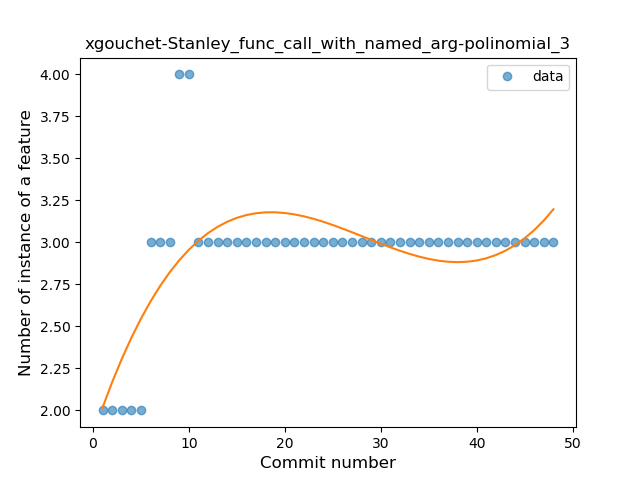 xgouchet-Stanley_func_call_with_named_arg-polinomial_3
data
Number of instance of a feature
4.00
3.75
3.50
3.25
3.00
2.75
2.50
2.25
2.00
0 10 20 30 40 50
Commit number